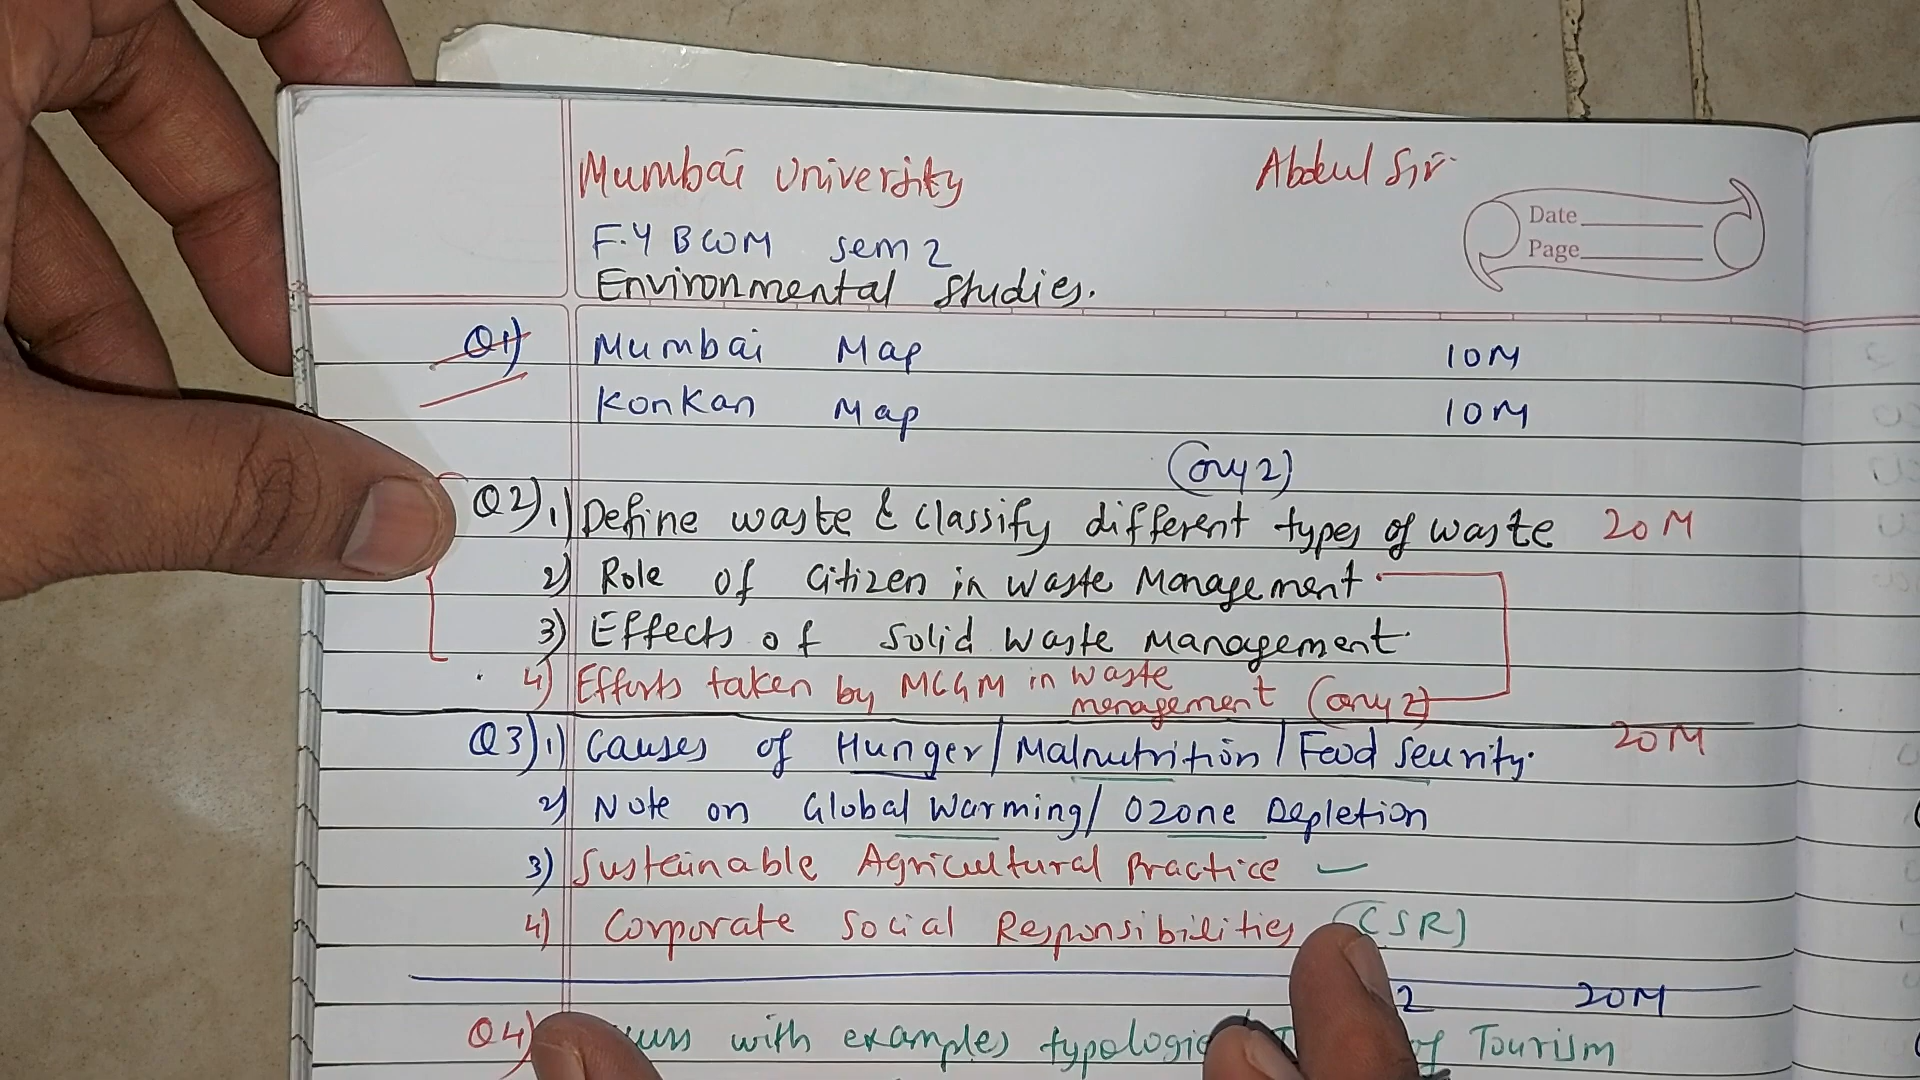 Mumbai University Abdul Sir
Date
Page
F.Y BCOM Sem 2
Environmental Studies.
Q1) Mumbai Map 10M
Konkan Map 10M
(any 2)
Q2) 1) Define waste & classify different types of waste 20M
2) Role of Citizen in waste Management
3) Effects of Solid Waste Management
4) Efforts taken by MCGM in waste
management (any 2)
Q3) 1) Causes of Hunger/Malnutrition/Food Seurity. 20M
2) Note on Global Warming/ Ozone Depletion
3) Sustainable Agricultural Practice
4) Corporate Social Responsibilities (CSR)
2 20M
Q4) with examples of Tourism